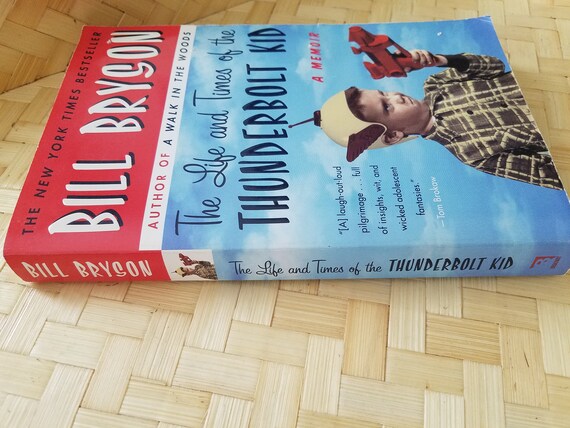 THE NEW YORK TIMES BESTSELLER
BILL BRYSON
AUTHOR OF A WALK IN THE WOODS
The Life and Times of the
THUNDERBOLT KID
A MEMOIR
"[A] laugh-out-loud
pilgrimage . . . full
of insights, wit, and
wicked adolescent
fantasies."
—Tom Brokaw
BILL BRYSON
The Life and Times of the THUNDERBOLT KID